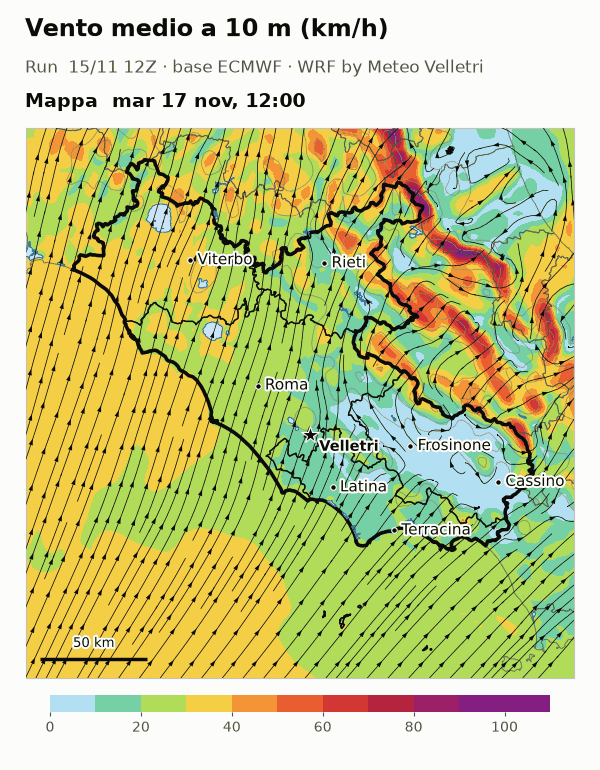 Vento medio a 10 m (km/h)
Run  15/11 12Z · base ECMWF · WRF by Meteo Velletri
Mappa  mar 17 nov, 12:00
Viterbo
Rieti
Roma
Velletri
Frosinone
Latina
Cassino
Terracina
50 km
0 20 40 60 80 100